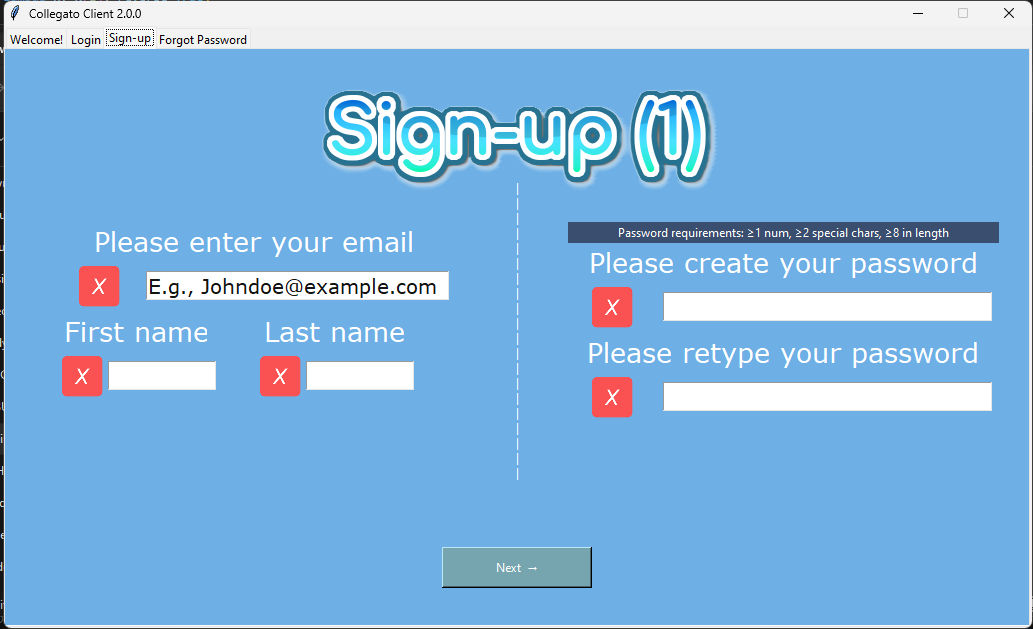 Collegato Client 2.0.0
Welcome! Login Sign-up Forgot Password
Sign-up (1)
Please enter your email
X E.g., Johndoe@example.com
First name Last name
X X
Password requirements: ≥1 num, ≥2 special chars, ≥8 in length
Please create your password
X
Please retype your password
X
Next →